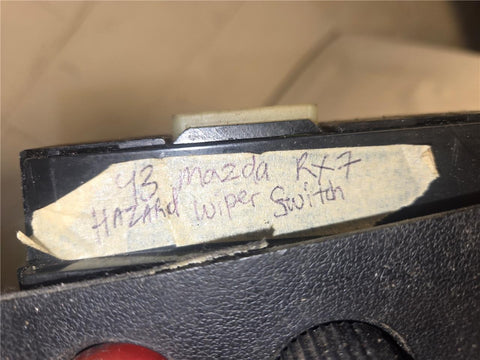 93 Mazda RX7
HAZARD Wiper Switch